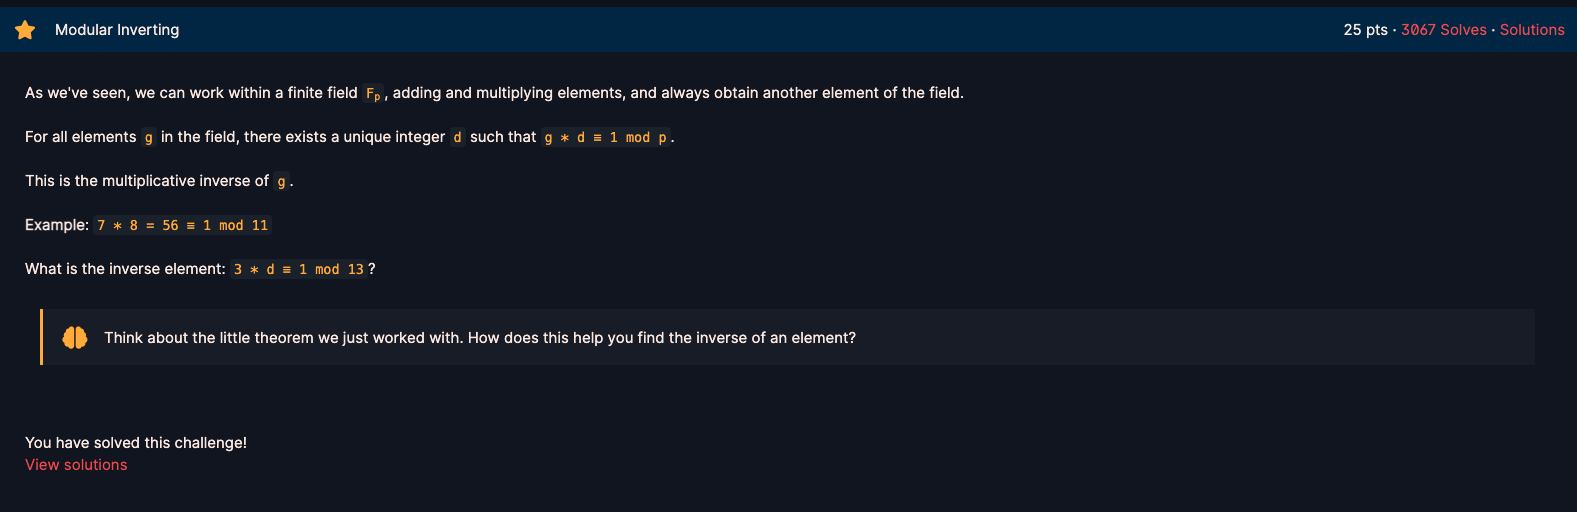 Modular Inverting
25 pts · 3067 Solves · Solutions
As we've seen, we can work within a finite field Fₚ, adding and multiplying elements, and always obtain another element of the field.
For all elements g in the field, there exists a unique integer d such that g * d ≡ 1 mod p.
This is the multiplicative inverse of g.
Example: 7 * 8 = 56 ≡ 1 mod 11
What is the inverse element: 3 * d ≡ 1 mod 13?
Think about the little theorem we just worked with. How does this help you find the inverse of an element?
You have solved this challenge!
View solutions